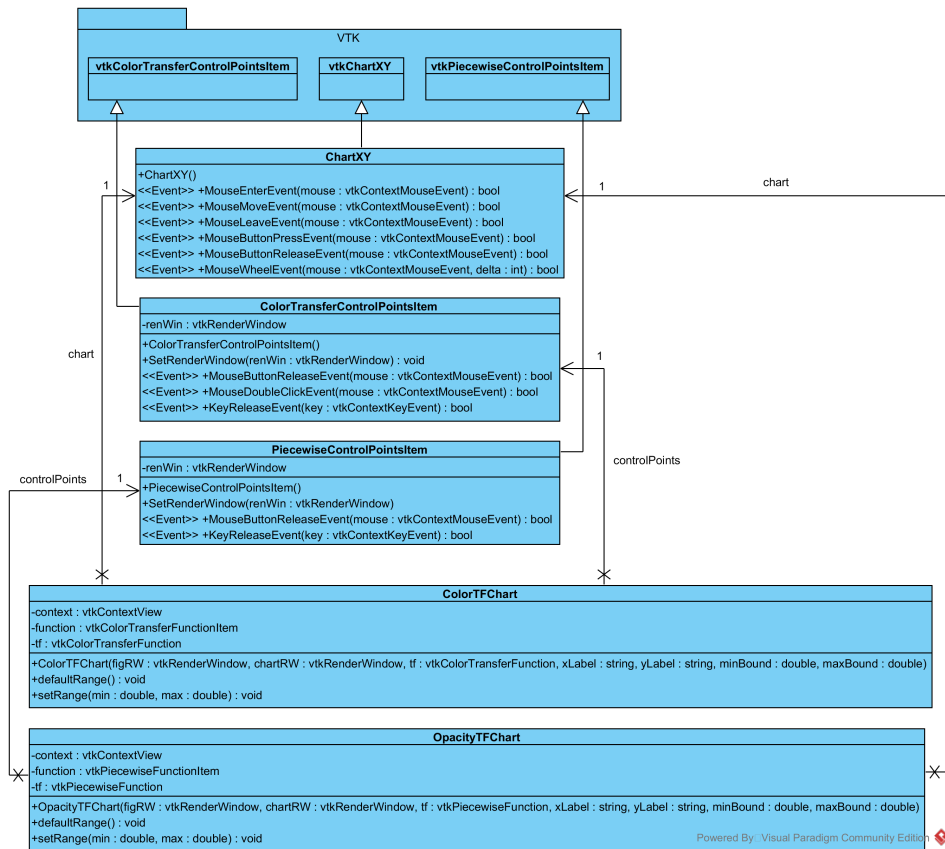 VTK
vtkColorTransferControlPointsItem
vtkChartXY
vtkPiecewiseControlPointsItem
ChartXY
+ChartXY()
<<Event>> +MouseEnterEvent(mouse : vtkContextMouseEvent) : bool
<<Event>> +MouseMoveEvent(mouse : vtkContextMouseEvent) : bool
<<Event>> +MouseLeaveEvent(mouse : vtkContextMouseEvent) : bool
<<Event>> +MouseButtonPressEvent(mouse : vtkContextMouseEvent) : bool
<<Event>> +MouseButtonReleaseEvent(mouse : vtkContextMouseEvent) : bool
<<Event>> +MouseWheelEvent(mouse : vtkContextMouseEvent, delta : int) : bool
1
1
chart
ColorTransferControlPointsItem
-renWin : vtkRenderWindow
+ColorTransferControlPointsItem()
+SetRenderWindow(renWin : vtkRenderWindow) : void
<<Event>> +MouseButtonReleaseEvent(mouse : vtkContextMouseEvent) : bool
<<Event>> +MouseDoubleClickEvent(mouse : vtkContextMouseEvent) : bool
<<Event>> +KeyReleaseEvent(key : vtkContextKeyEvent) : bool
chart
1
PiecewiseControlPointsItem
-renWin : vtkRenderWindow
+PiecewiseControlPointsItem()
+SetRenderWindow(renWin : vtkRenderWindow)
<<Event>> +MouseButtonReleaseEvent(mouse : vtkContextMouseEvent) : bool
<<Event>> +KeyReleaseEvent(key : vtkContextKeyEvent) : bool
controlPoints
controlPoints
1
ColorTFChart
-context : vtkContextView
-function : vtkColorTransferFunctionItem
-tf : vtkColorTransferFunction
+ColorTFChart(figRW : vtkRenderWindow, chartRW : vtkRenderWindow, tf : vtkColorTransferFunction, xLabel : string, yLabel : string, minBound : double, maxBound : double)
+defaultRange() : void
+setRange(min : double, max : double) : void
OpacityTFChart
-context : vtkContextView
-function : vtkPiecewiseFunctionItem
-tf : vtkPiecewiseFunction
+OpacityTFChart(figRW : vtkRenderWindow, chartRW : vtkRenderWindow, tf : vtkPiecewiseFunction, xLabel : string, yLabel : string, minBound : double, maxBound : double)
+defaultRange() : void
+setRange(min : double, max : double) : void
Powered By Visual Paradigm Community Edition